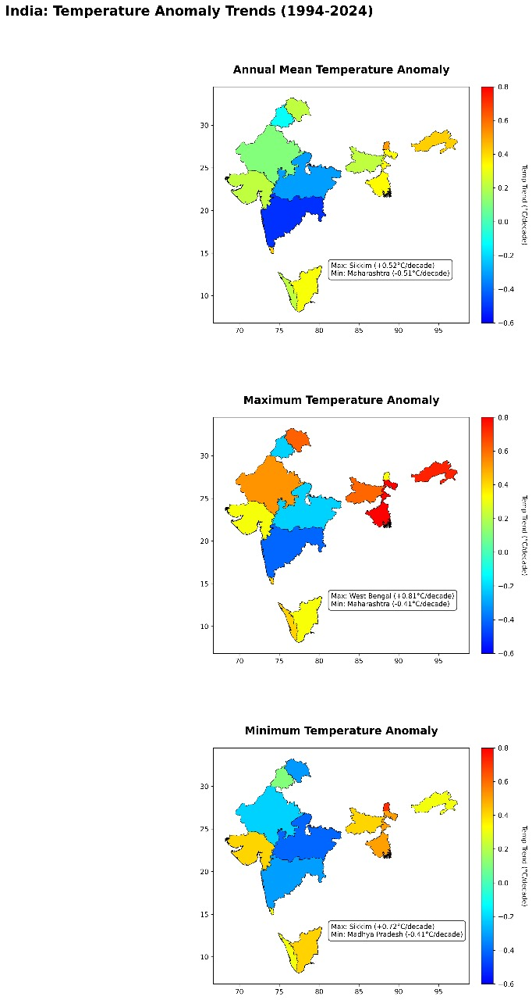 India: Temperature Anomaly Trends (1994-2024)
Annual Mean Temperature Anomaly
30
25
20
15
10
70 75 80 85 90 95
Max: Sikkim (+0.52°C/decade)
Min: Maharashtra (-0.51°C/decade)
0.8
0.6
0.4
0.2
0.0
−0.2
−0.4
−0.6
Temp Trend (°C/decade)
Maximum Temperature Anomaly
30
25
20
15
10
70 75 80 85 90 95
Max: West Bengal (+0.81°C/decade)
Min: Maharashtra (-0.41°C/decade)
0.8
0.6
0.4
0.2
0.0
−0.2
−0.4
−0.6
Temp Trend (°C/decade)
Minimum Temperature Anomaly
30
25
20
15
10
70 75 80 85 90 95
Max: Sikkim (+0.72°C/decade)
Min: Madhya Pradesh (-0.41°C/decade)
0.8
0.6
0.4
0.2
0.0
−0.2
−0.4
−0.6
Temp Trend (°C/decade)